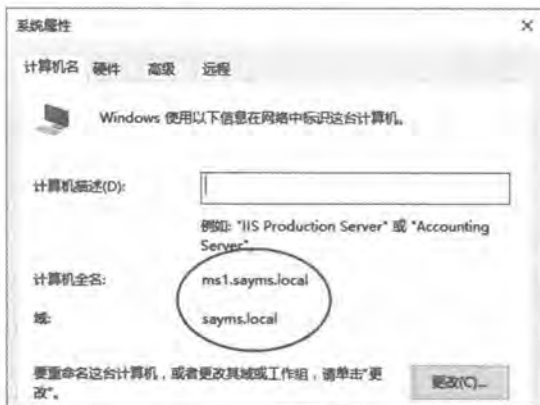 系统属性
计算机名 硬件 高级 远程
Windows 使用以下信息在网络中标识这台计算机。
计算机描述(D):
例如: "IIS Production Server" 或 "Accounting
Server"。
计算机全名: ms1.sayms.local
域: sayms.local
要重命名这台计算机，或者更改其域或工作组，请单击"更
改"。
更改(C)...